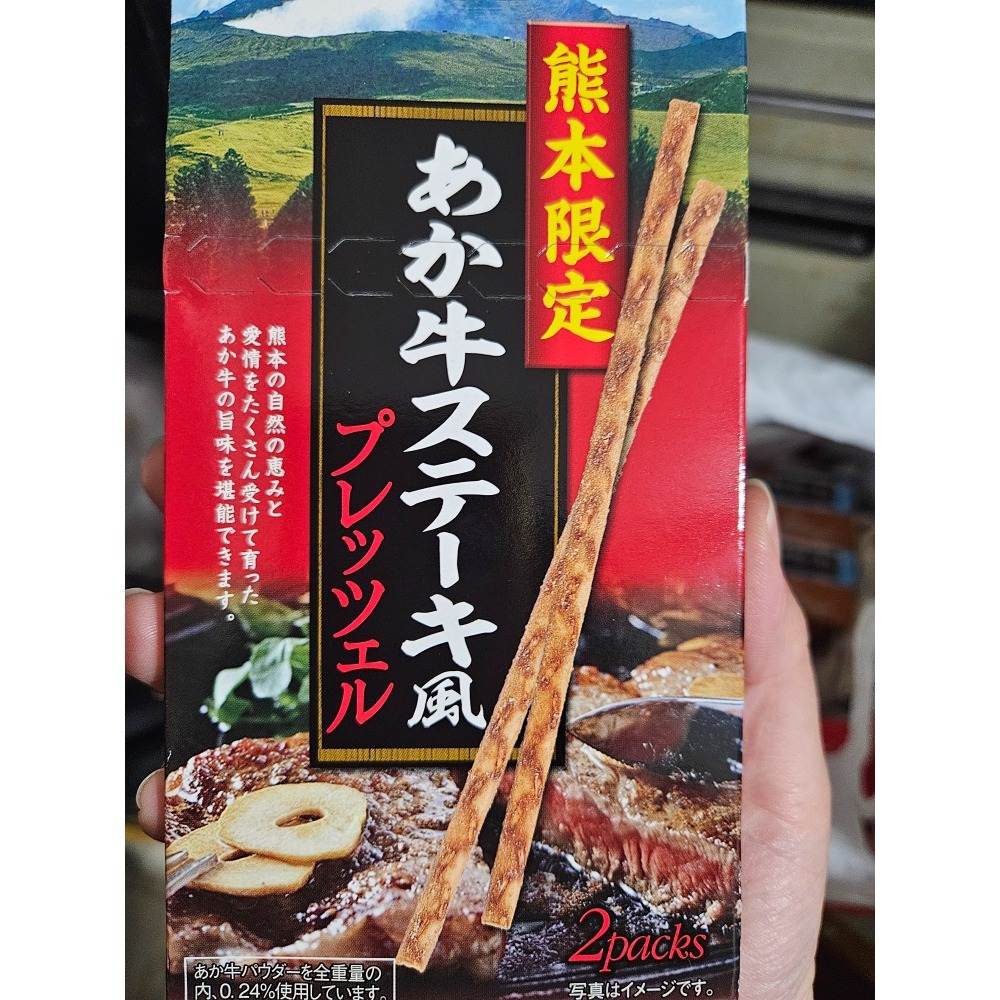 熊本限定
あか牛ステーキ風
プレッツェル
熊本の自然の恵みと
愛情をたくさん受けて育った
あか牛の旨味を堪能できます。
2packs
あか牛パウダーを全重量の
内、0.24%使用しています。
写真はイメージです。